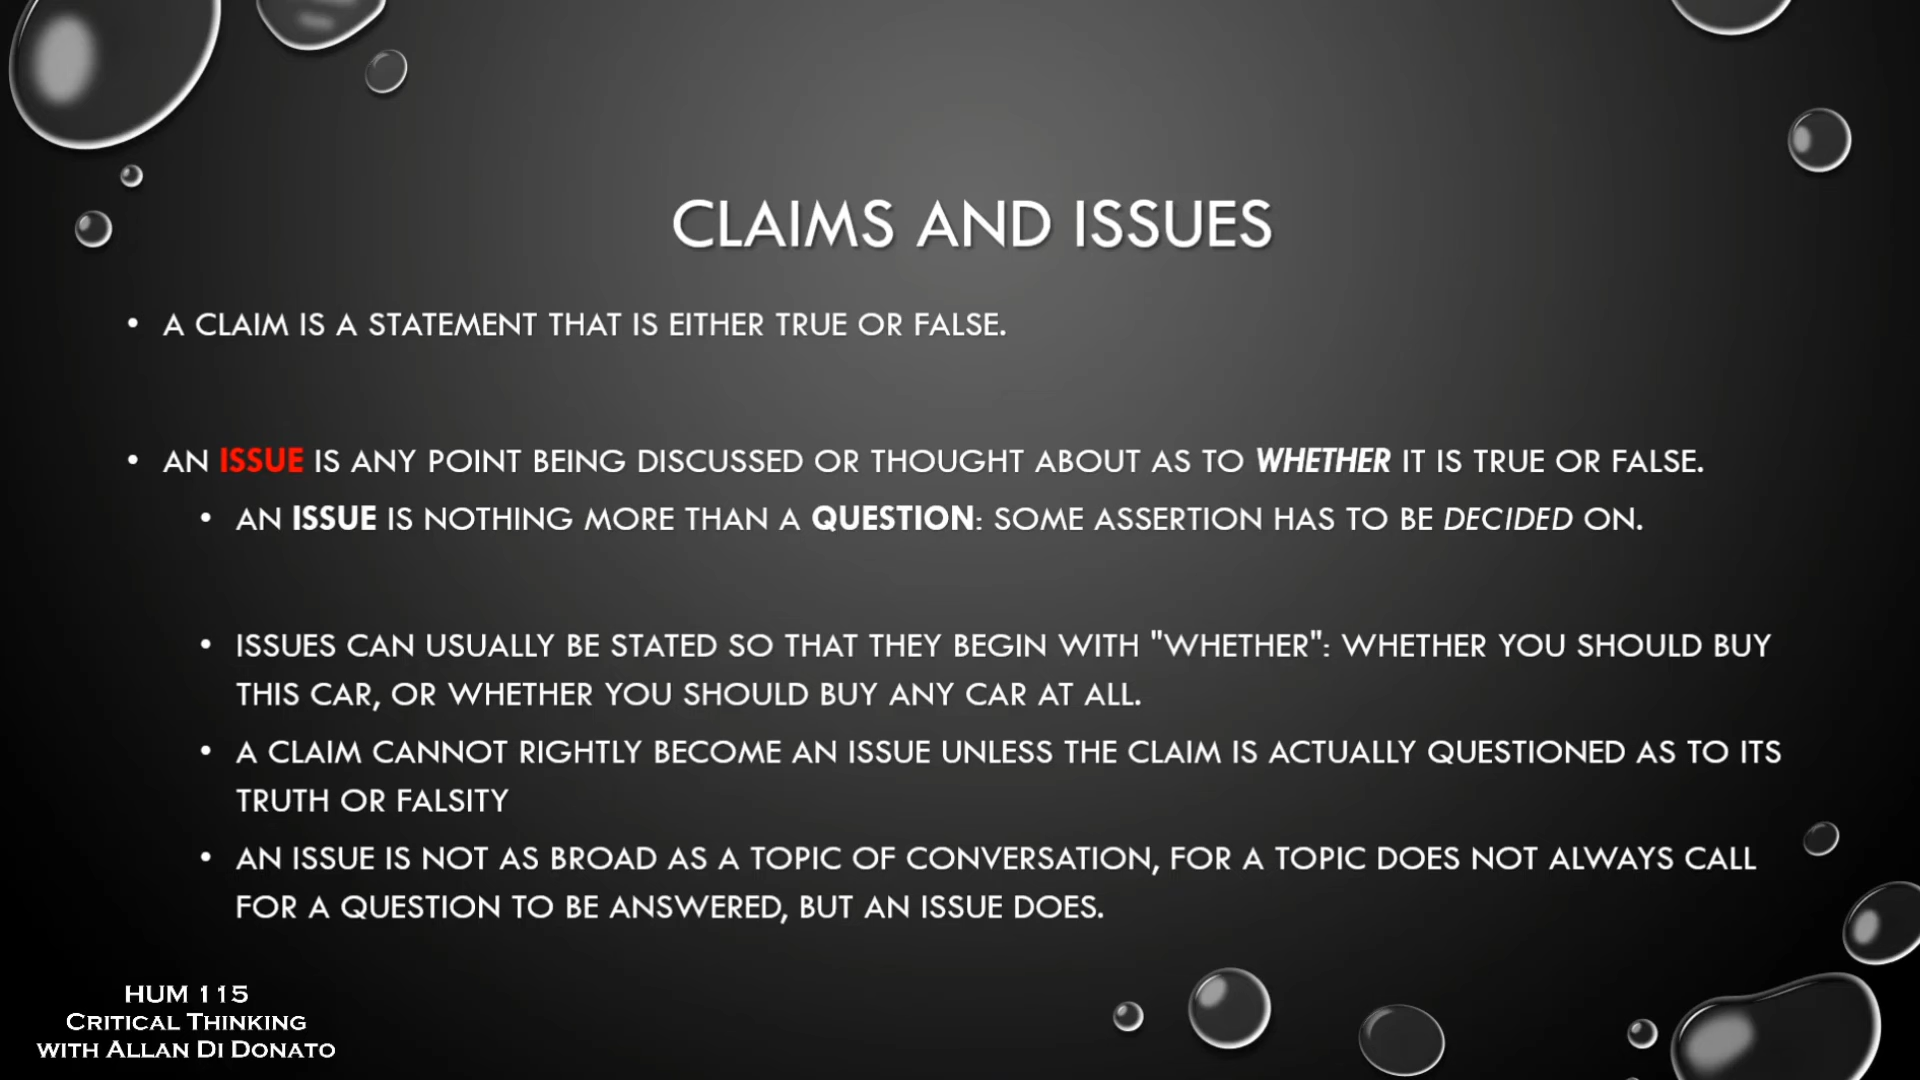 CLAIMS AND ISSUES
• A CLAIM IS A STATEMENT THAT IS EITHER TRUE OR FALSE.
• AN ISSUE IS ANY POINT BEING DISCUSSED OR THOUGHT ABOUT AS TO WHETHER IT IS TRUE OR FALSE.
• AN ISSUE IS NOTHING MORE THAN A QUESTION: SOME ASSERTION HAS TO BE DECIDED ON.
• ISSUES CAN USUALLY BE STATED SO THAT THEY BEGIN WITH "WHETHER": WHETHER YOU SHOULD BUY
THIS CAR, OR WHETHER YOU SHOULD BUY ANY CAR AT ALL.
• A CLAIM CANNOT RIGHTLY BECOME AN ISSUE UNLESS THE CLAIM IS ACTUALLY QUESTIONED AS TO ITS
TRUTH OR FALSITY
• AN ISSUE IS NOT AS BROAD AS A TOPIC OF CONVERSATION, FOR A TOPIC DOES NOT ALWAYS CALL
FOR A QUESTION TO BE ANSWERED, BUT AN ISSUE DOES.
HUM 115
CRITICAL THINKING
WITH ALLAN DI DONATO